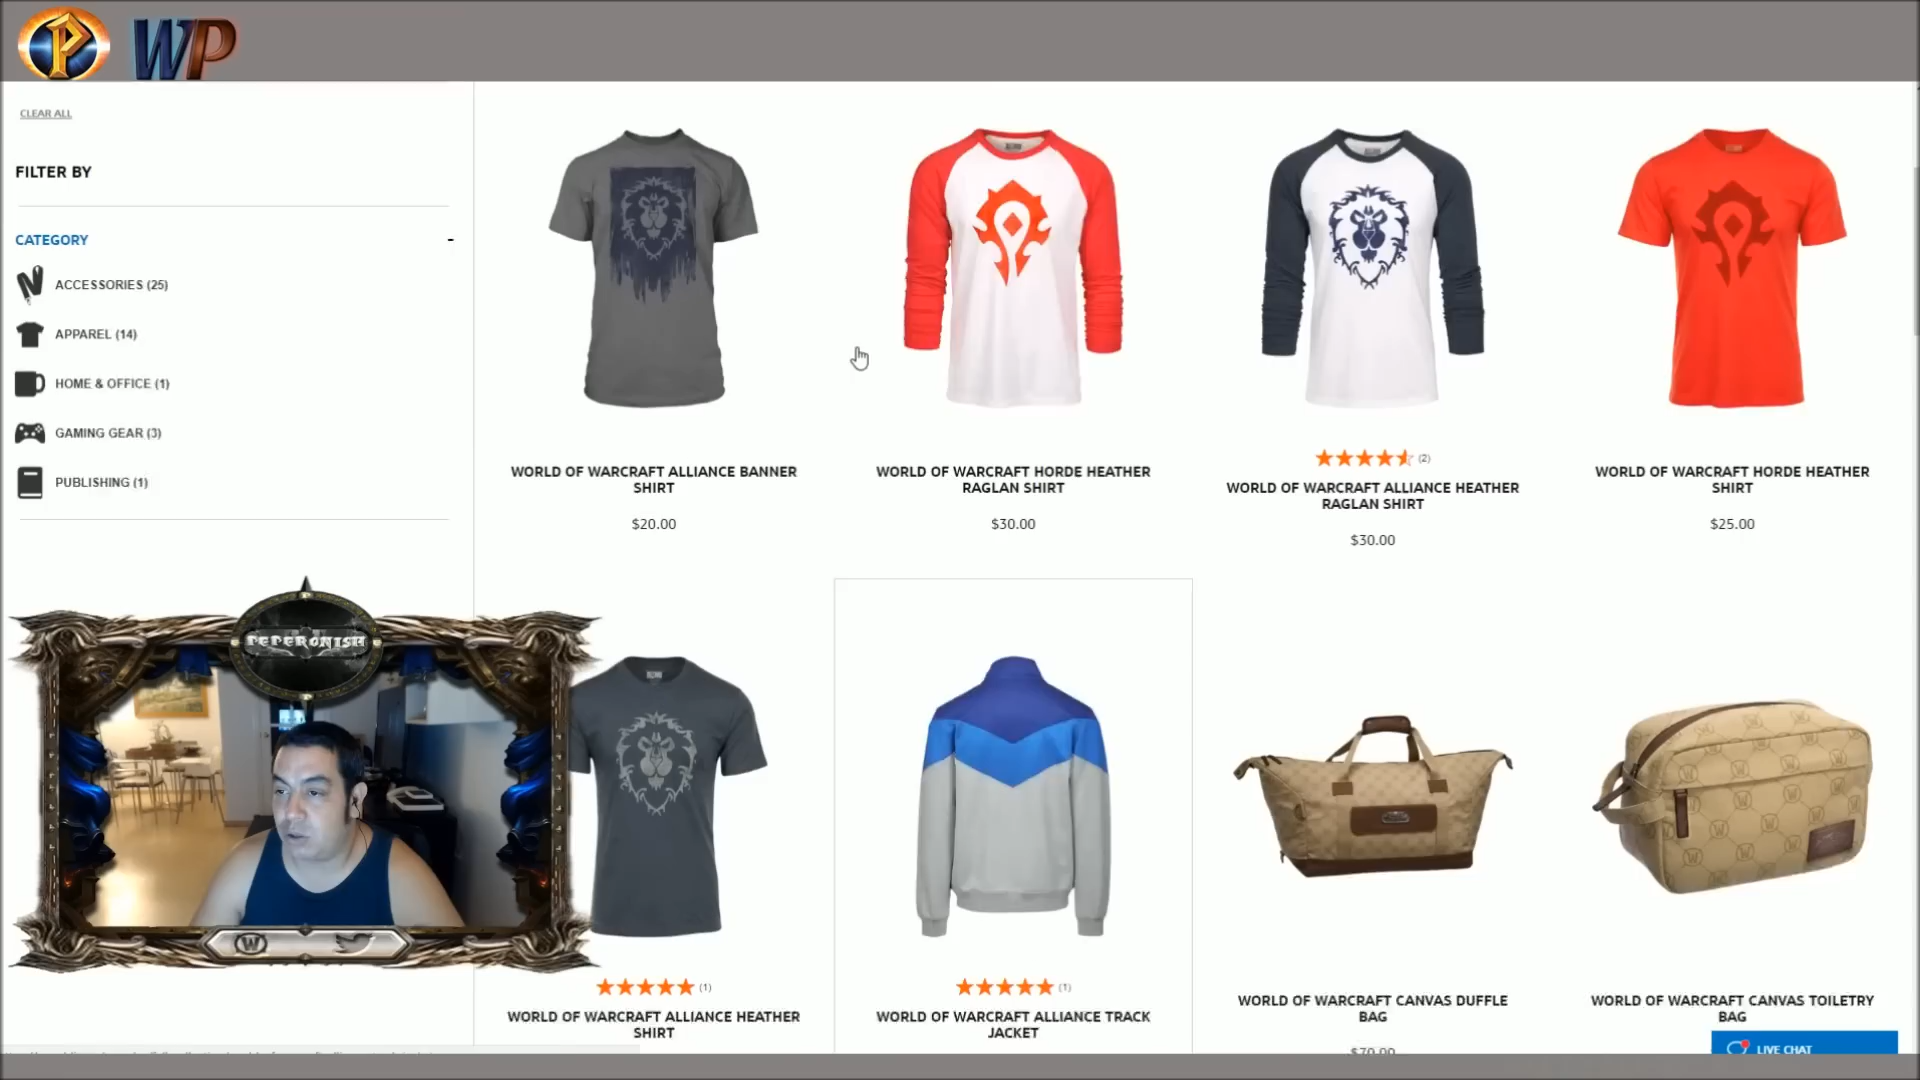 P WP
CLEAR ALL
FILTER BY
CATEGORY -
ACCESSORIES (25)
APPAREL (14)
HOME & OFFICE (1)
GAMING GEAR (3)
PUBLISHING (1)
WORLD OF WARCRAFT ALLIANCE BANNER
SHIRT
$20.00
WORLD OF WARCRAFT HORDE HEATHER
RAGLAN SHIRT
$30.00
(2)
WORLD OF WARCRAFT ALLIANCE HEATHER
RAGLAN SHIRT
$30.00
WORLD OF WARCRAFT HORDE HEATHER
SHIRT
$25.00
PEPERONISH
W
(1)
WORLD OF WARCRAFT ALLIANCE HEATHER
SHIRT
(1)
WORLD OF WARCRAFT ALLIANCE TRACK
JACKET
WORLD OF WARCRAFT CANVAS DUFFLE
BAG
$70.00
WORLD OF WARCRAFT CANVAS TOILETRY
BAG
LIVE CHAT